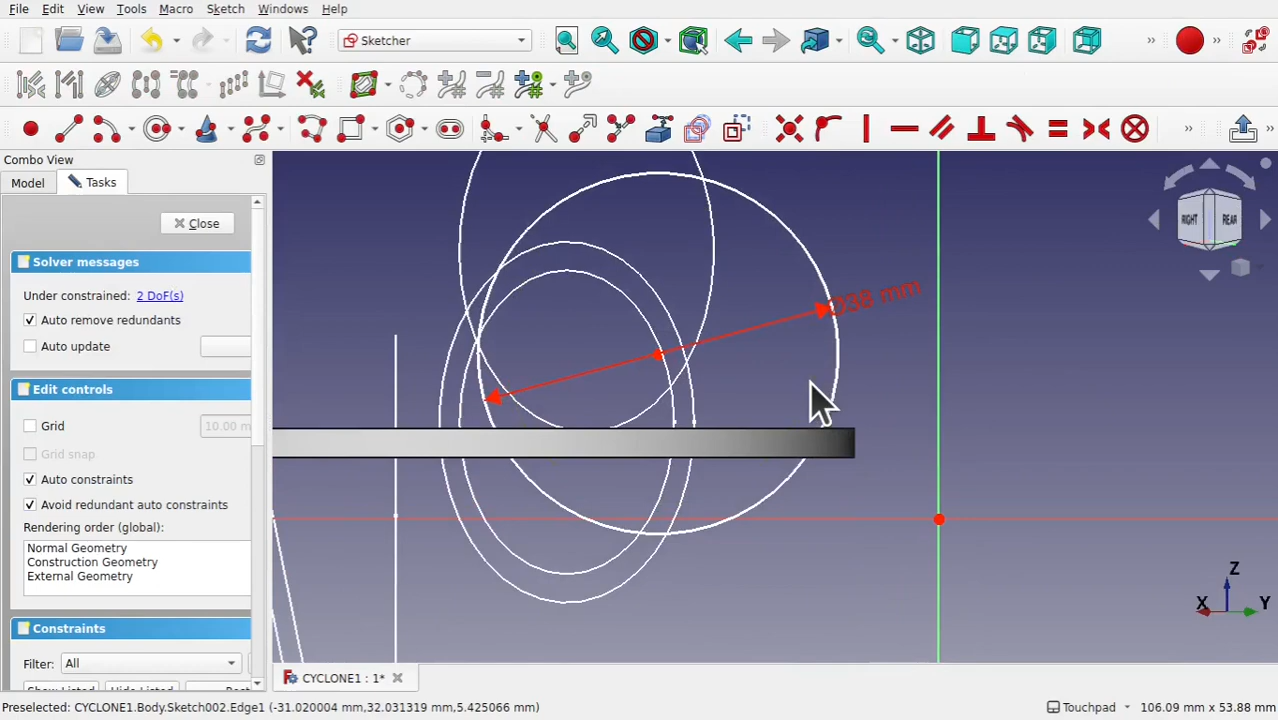 File Edit View Tools Macro Sketch Windows Help
Sketcher
Combo View
Model Tasks
Close
Solver messages
Under constrained: 2 DoF(s)
Auto remove redundants
Auto update
Edit controls
Grid 10.00 m
Grid snap
Auto constraints
Avoid redundant auto constraints
Rendering order (global):
Normal Geometry
Construction Geometry
External Geometry
Constraints
Filter: All
Show Listed Hide Listed
Ø38 mm
RIGHT REAR
Z
X Y
CYCLONE1 : 1*
Preselected: CYCLONE1.Body.Sketch002.Edge1 (-31.020004 mm,32.031319 mm,5.425066 mm)
Touchpad 106.09 mm x 53.88 mm